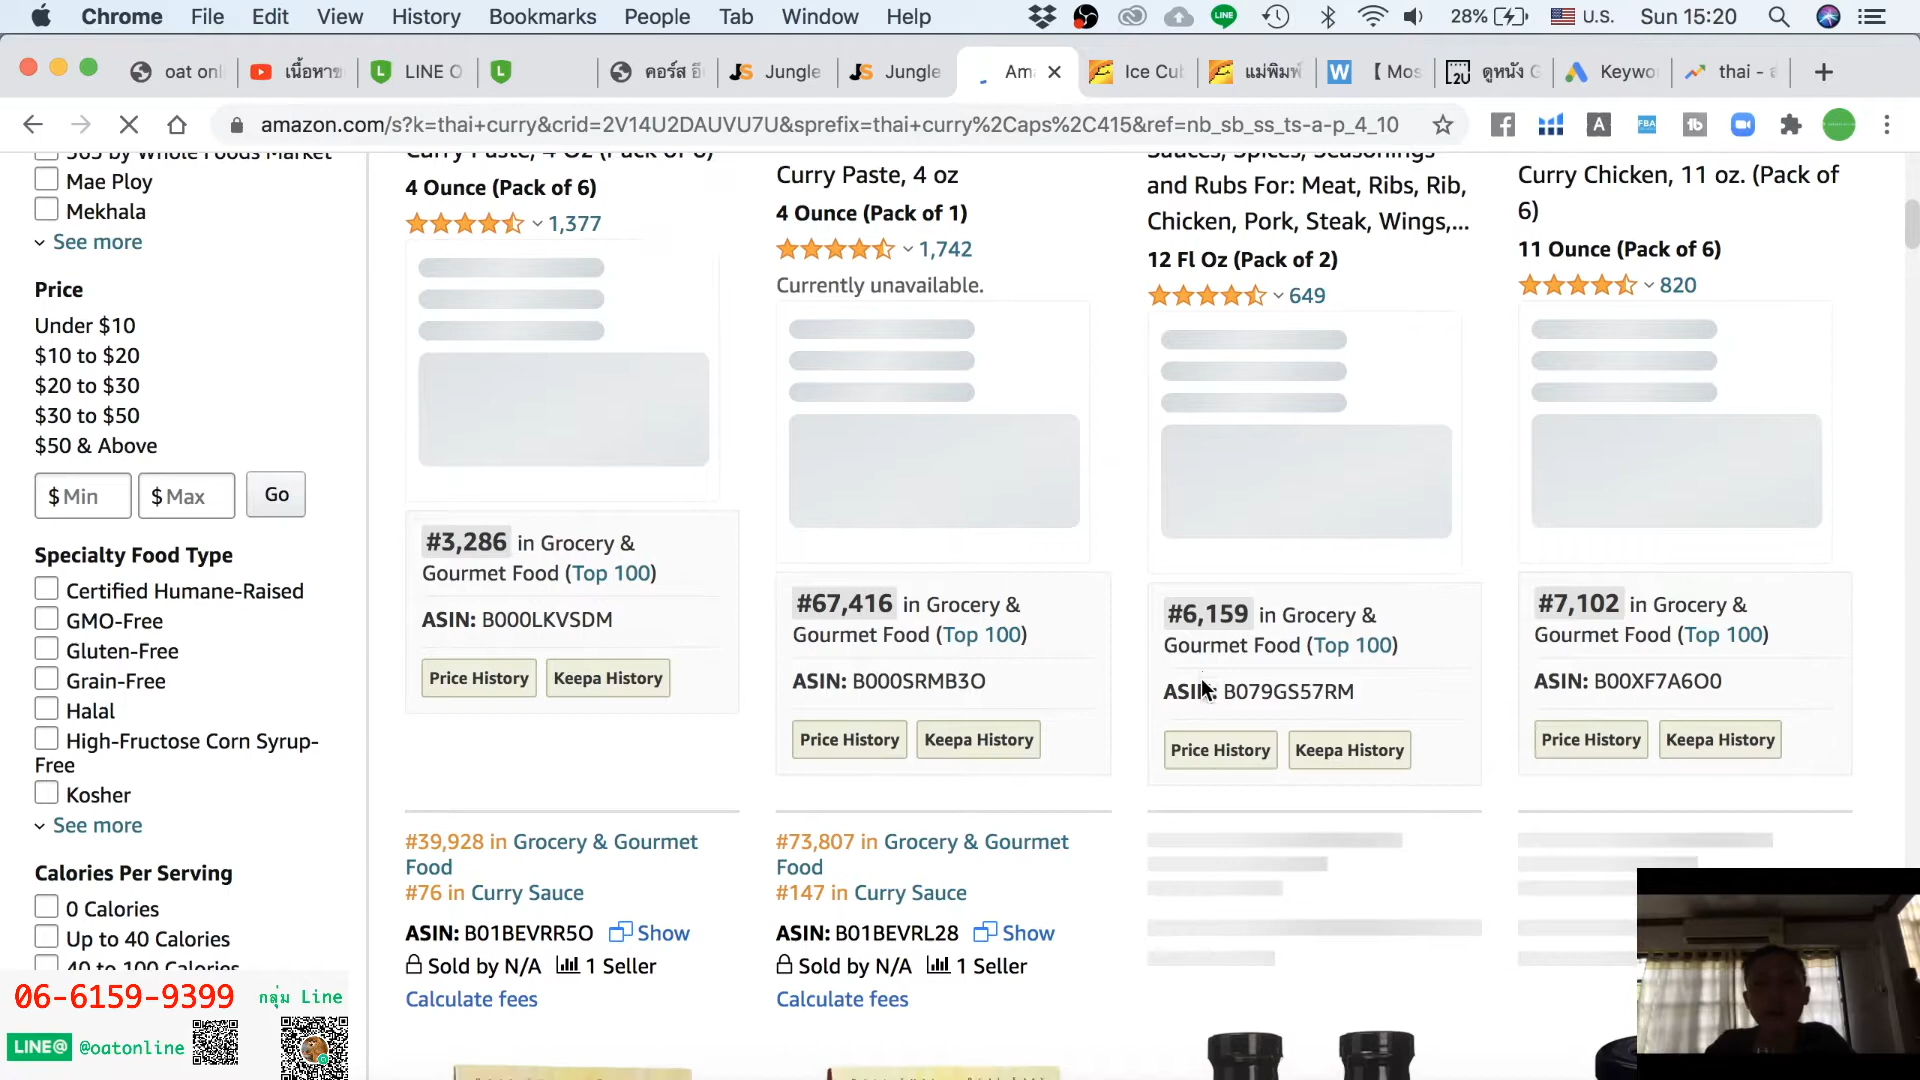 Chrome File Edit View History Bookmarks People Tab Window Help LINE 28% U.S. Sun 15:20
oat onl เนื้อหาข LINE O คอร์ส อี Jungle Jungle Am Ice Cu แม่พิมพ์ 【 Mos ดูหนัง Keywo thai -
amazon.com/s?k=thai+curry&crid=2V14U2DAUVU7U&sprefix=thai+curry%2Caps%2C415&ref=nb_sb_ss_ts-a-p_4_10
365 by Whole Foods Market
Mae Ploy
Mekhala
See more
Price
Under $10
$10 to $20
$20 to $30
$30 to $50
$50 & Above
$ Min $ Max Go
Specialty Food Type
Certified Humane-Raised
GMO-Free
Gluten-Free
Grain-Free
Halal
High-Fructose Corn Syrup-
Free
Kosher
See more
Calories Per Serving
0 Calories
Up to 40 Calories
40 to 100 Calories
Curry Paste, 4 Oz (Pack of 6)
4 Ounce (Pack of 6)
1,377
#3,286 in Grocery &
Gourmet Food (Top 100)
ASIN: B000LKVSDM
Price History Keepa History
Curry Paste, 4 oz
4 Ounce (Pack of 1)
1,742
Currently unavailable.
#67,416 in Grocery &
Gourmet Food (Top 100)
ASIN: B000SRMB3O
Price History Keepa History
Sauces, Spices, Seasonings
and Rubs For: Meat, Ribs, Rib,
Chicken, Pork, Steak, Wings,...
12 Fl Oz (Pack of 2)
649
#6,159 in Grocery &
Gourmet Food (Top 100)
ASIN: B079GS57RM
Price History Keepa History
Curry Chicken, 11 oz. (Pack of
6)
11 Ounce (Pack of 6)
820
#7,102 in Grocery &
Gourmet Food (Top 100)
ASIN: B00XF7A6O0
Price History Keepa History
#39,928 in Grocery & Gourmet
Food
#76 in Curry Sauce
ASIN: B01BEVRR5O Show
Sold by N/A 1 Seller
Calculate fees
#73,807 in Grocery & Gourmet
Food
#147 in Curry Sauce
ASIN: B01BEVRL28 Show
Sold by N/A 1 Seller
Calculate fees
06-6159-9399 กลุ่ม Line
LINE@ @oatonline